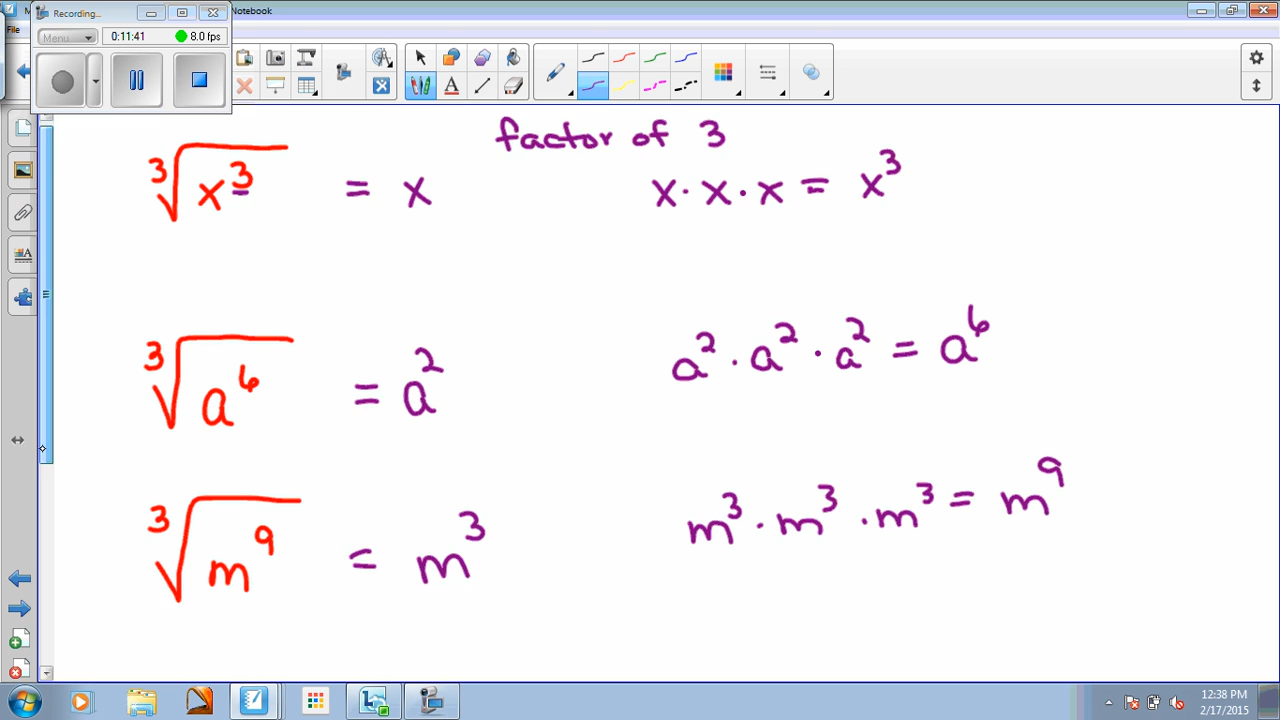 Recording...
Notebook
Menu
0:11:41
8.0 fps
File
A
factor of 3
∛x³ = x
x · x · x = x³
∛a⁶ = a²
a² · a² · a² = a⁶
∛m⁹ = m³
m³ · m³ · m³ = m⁹
12:38 PM
2/17/2015